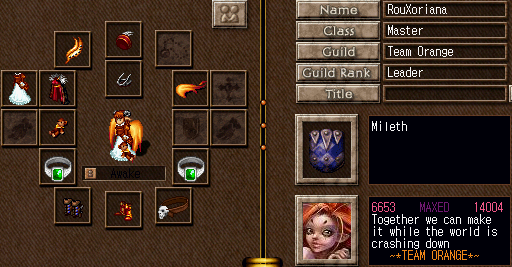 Name RouXoriana
Class Master
Guild Team Orange
Guild Rank Leader
Title
Mileth
Awake
6653 MAXED 14004
Together we can make
it while the world is
crashing down
~*TEAM ORANGE*~